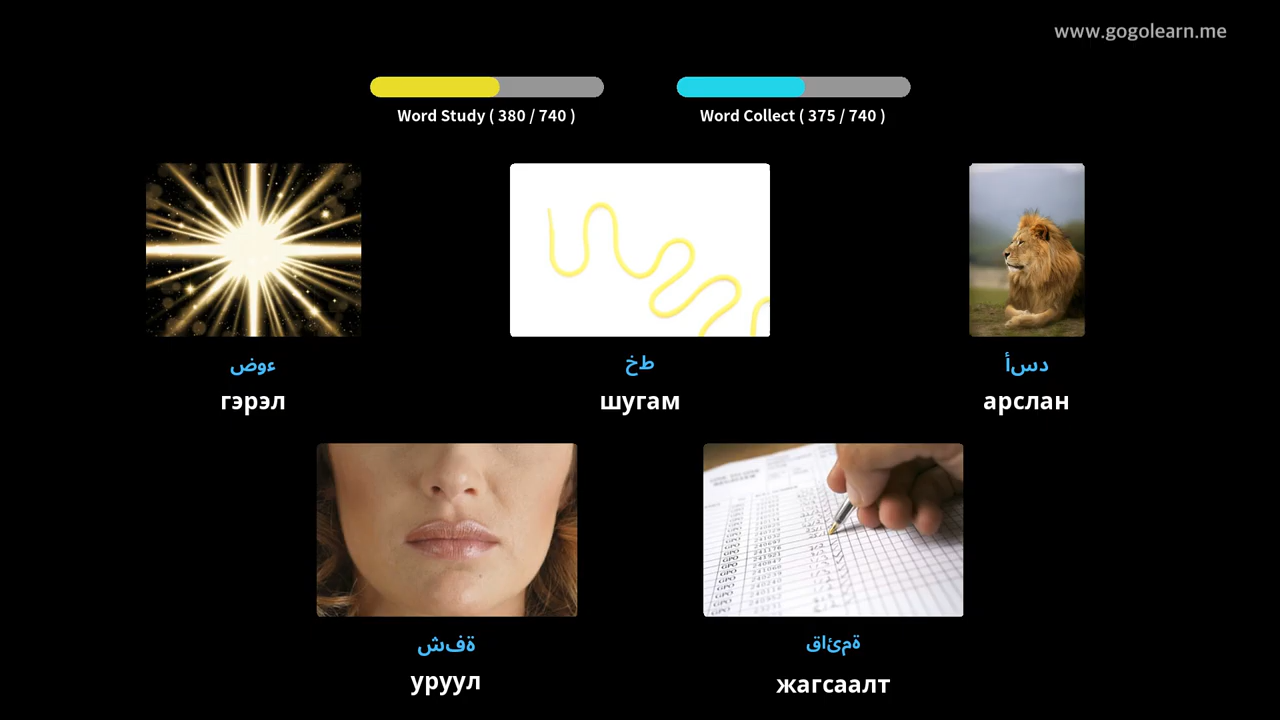 www.gogolearn.me
Word Study ( 380 / 740 )
Word Collect ( 375 / 740 )
ءوض
гэрэл
طخ
шугам
دسأ
арслан
ةفش
уруул
ةمئاق
жагсаалт